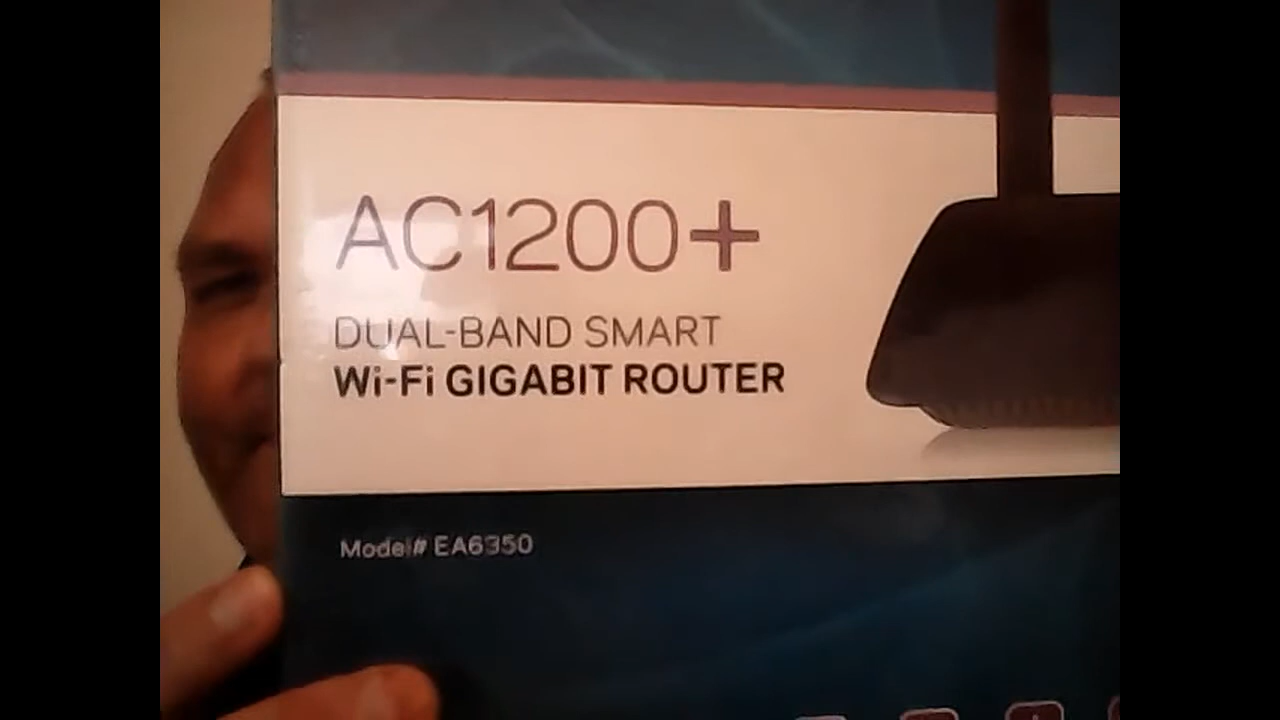 AC1200+
DUAL-BAND SMART
Wi-Fi GIGABIT ROUTER
Model# EA6350